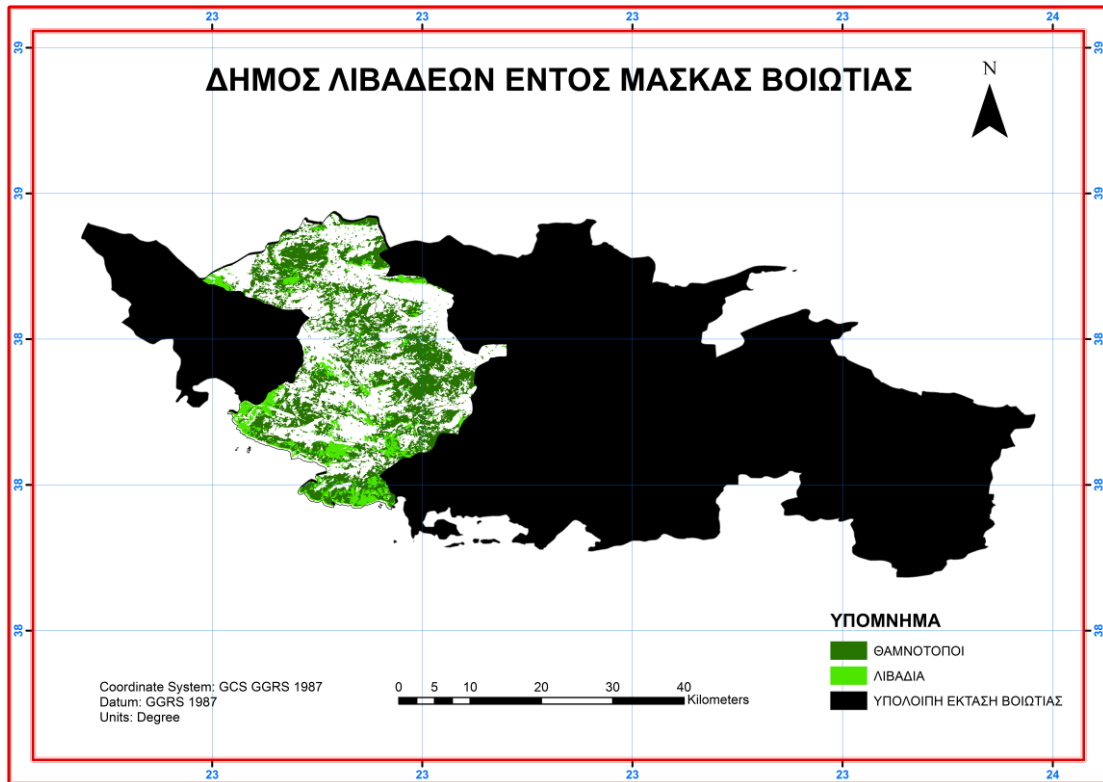 23 23 23 23 24
39 39
ΔΗΜΟΣ ΛΙΒΑΔΕΩΝ ΕΝΤΟΣ ΜΑΣΚΑΣ ΒΟΙΩΤΙΑΣ
N
39 39
38 38
38 38
38 38
ΥΠΟΜΝΗΜΑ
ΘΑΜΝΟΤΟΠΟΙ
ΛΙΒΑΔΙΑ
ΥΠΟΛΟΙΠΗ ΕΚΤΑΣΗ ΒΟΙΩΤΙΑΣ
Coordinate System: GCS GGRS 1987
Datum: GGRS 1987
Units: Degree
0 5 10 20 30 40
Kilometers
23 23 23 23 24